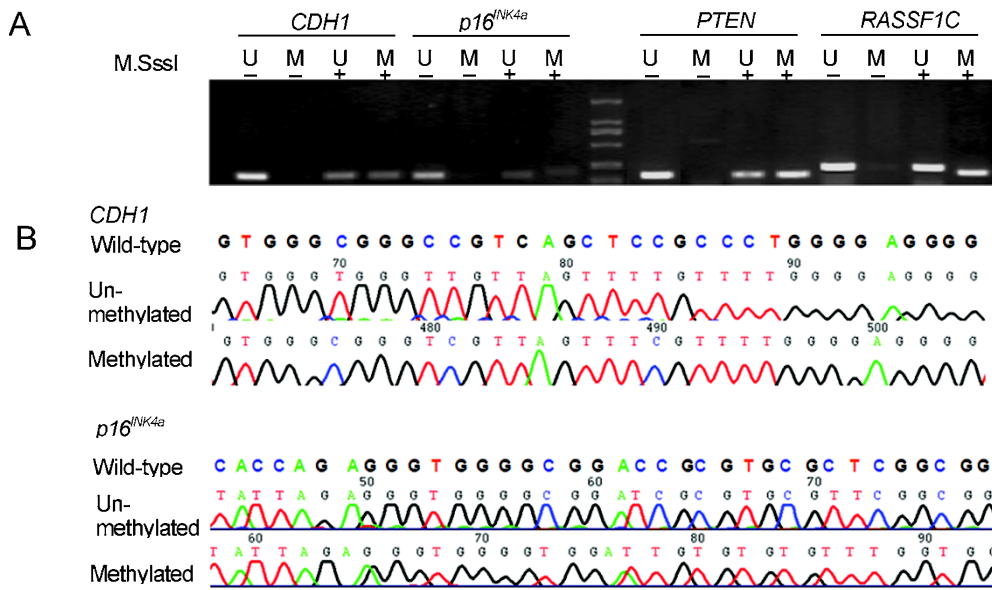 A
CDH1 p16INK4a PTEN RASSF1C
M.SssI U M U M U M U M U M U M U M U M
– – + + – – + + – – + + – – + +
B
CDH1
Wild-type G T G G G C G G G C C G T C A G C T C C G C C C T G G G G A G G G G
70 80 90
Un-methylated G T G G G T G G G T T G T T A G T T T T G T T T T G G G G A G G G G
480 490 500
Methylated G T G G G C G G G T C G T T A G T T T C G T T T T G G G G A G G G G
p16INK4a
Wild-type C A C C A G A G G G T G G G G C G G A C C G C G T G C G C T C G G C G G
50 60 70
Un-methylated T A T T A G A G G G T G G G G C G G A T C G C G T G C G T T C G G C G G
60 70 80 90
Methylated T A T T A G A G G G T G G G G T G G A T T G T G T G T G T T T G G T G G